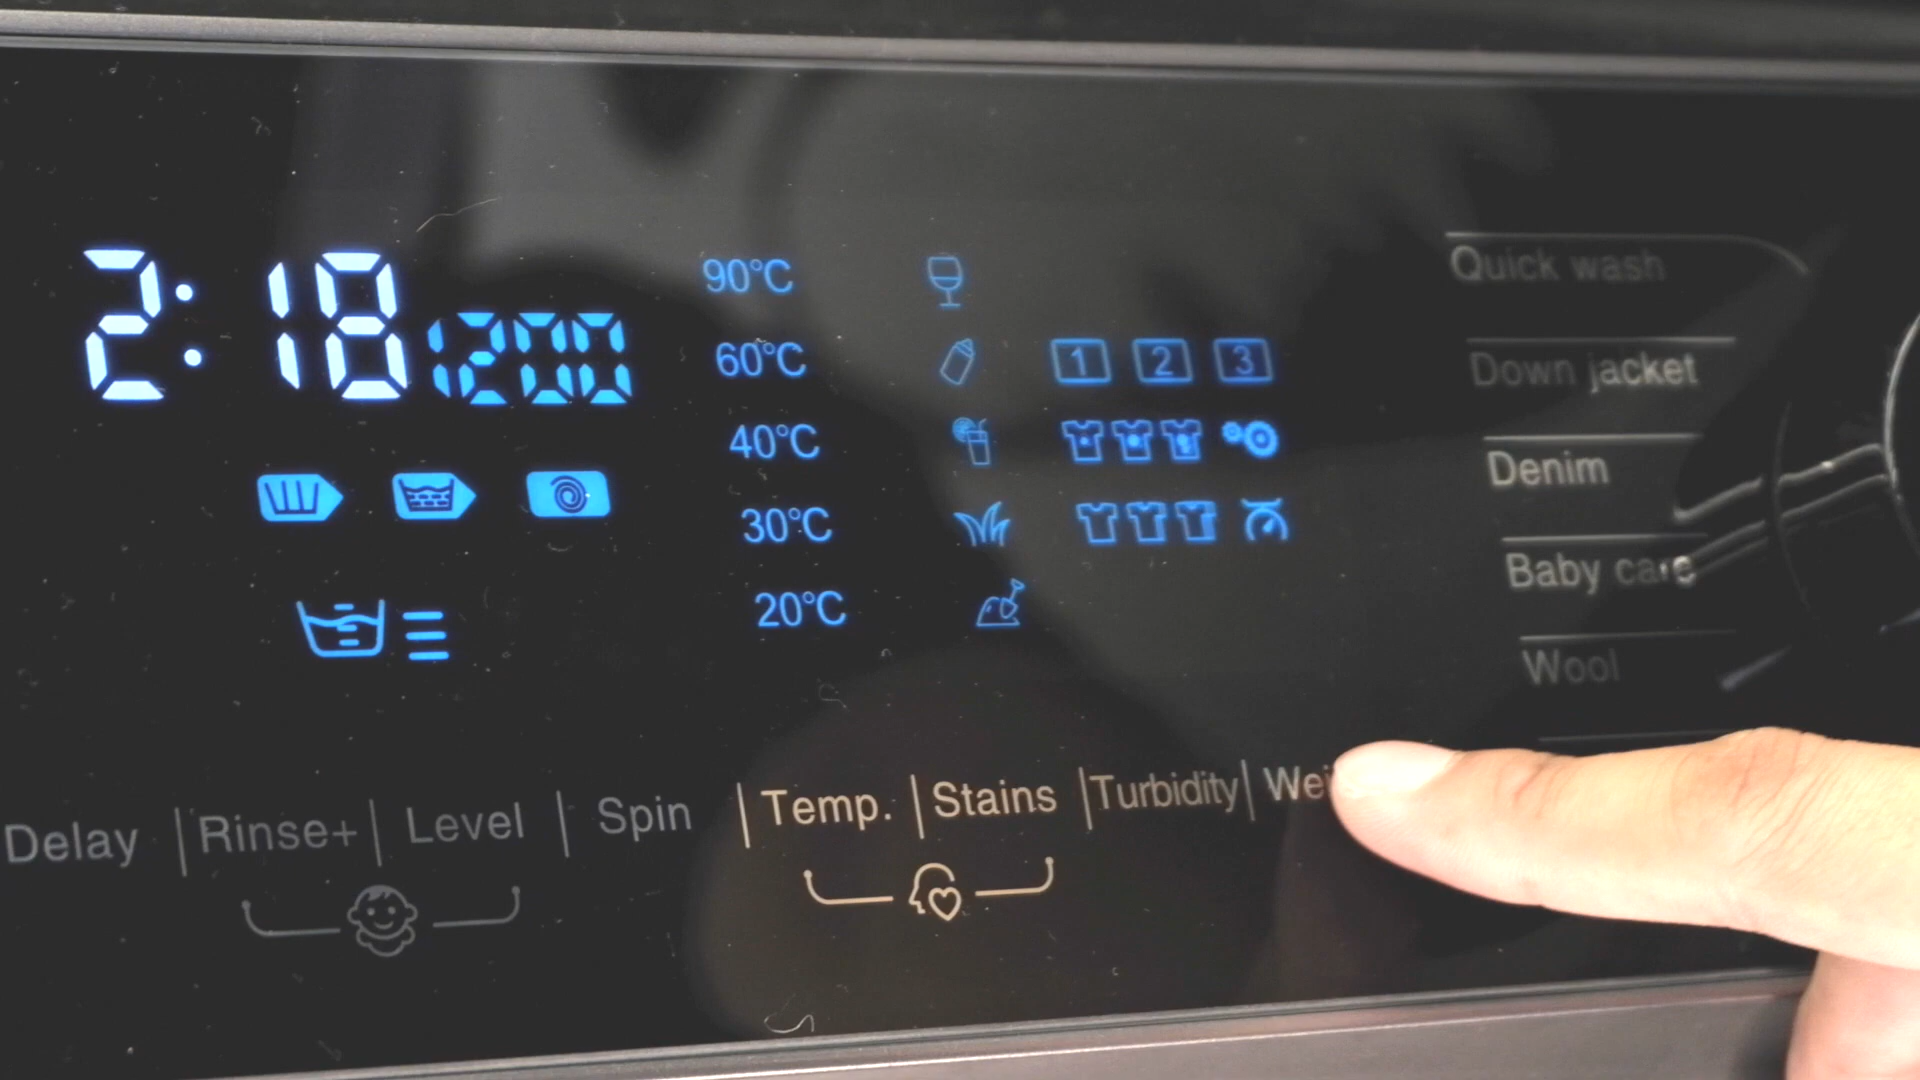 2:18 1200
90°C
60°C
40°C
30°C
20°C
1 2 3
Quick wash
Down jacket
Denim
Baby care
Wool
Delay | Rinse+ | Level | Spin | Temp. | Stains | Turbidity |